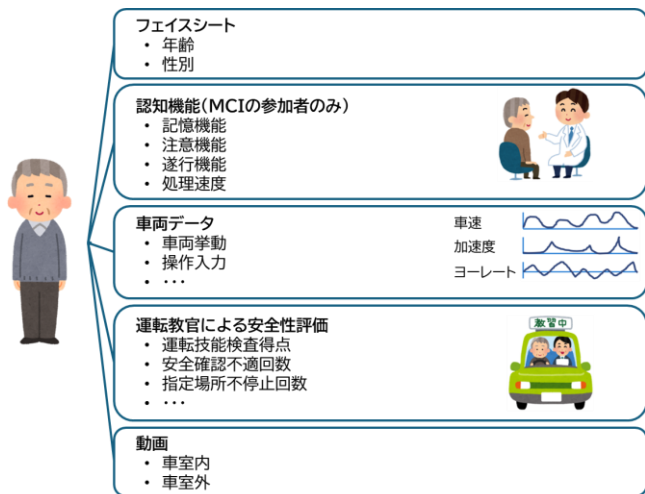 フェイスシート
• 年齢
• 性別
認知機能(MCIの参加者のみ)
• 記憶機能
• 注意機能
• 遂行機能
• 処理速度
車両データ
• 車両挙動
• 操作入力
• ･･･
車速
加速度
ヨーレート
運転教官による安全性評価
• 運転技能検査得点
• 安全確認不適回数
• 指定場所不停止回数
• ･･･
教習中
動画
• 車室内
• 車室外